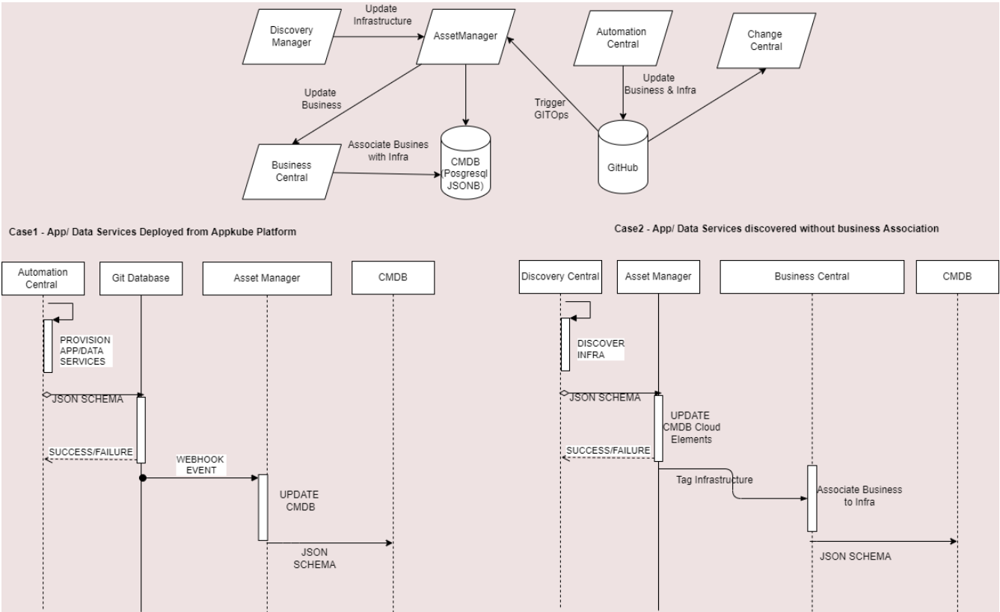 Update
Infrastructure
Discovery
Manager
AssetManager
Automation
Central
Change
Central
Update
Business & Infra
Update
Business
Trigger
GITOps
Associate Busines
with Infra
Business
Central
CMDB
(Posgresql
JSONB)
GitHub
Case1 - App/ Data Services Deployed from Appkube Platform
Case2 - App/ Data Services discovered without business Association
Automation
Central
Git Database
Asset Manager
CMDB
PROVISION
APP/DATA
SERVICES
JSON SCHEMA
SUCCESS/FAILURE
WEBHOOK
EVENT
UPDATE
CMDB
JSON
SCHEMA
Discovery Central
Asset Manager
Business Central
CMDB
DISCOVER
INFRA
JSON SCHEMA
UPDATE
CMDB Cloud
Elements
SUCCESS/FAILURE
Tag Infrastructure
Associate Business
to Infra
JSON SCHEMA